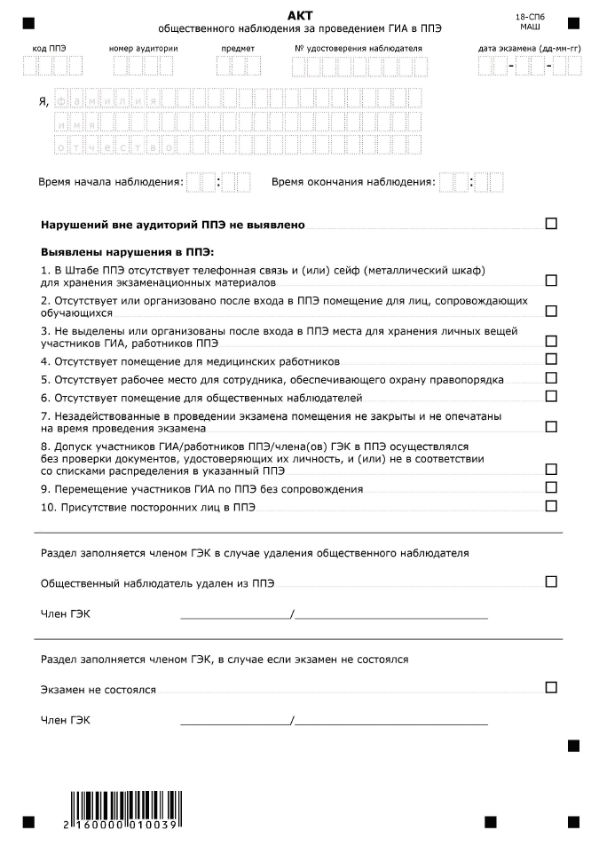 АКТ
общественного наблюдения за проведением ГИА в ППЭ
18-СПб
МАШ
код ППЭ номер аудитории предмет № удостоверения наблюдателя дата экзамена (дд-мм-гг)
Я, фамилия
имя
отчество
Время начала наблюдения: : Время окончания наблюдения: :
Нарушений вне аудиторий ППЭ не выявлено
Выявлены нарушения в ППЭ:
1. В Штабе ППЭ отсутствует телефонная связь и (или) сейф (металлический шкаф)
для хранения экзаменационных материалов
2. Отсутствует или организовано после входа в ППЭ помещение для лиц, сопровождающих
обучающихся
3. Не выделены или организованы после входа в ППЭ места для хранения личных вещей
участников ГИА, работников ППЭ
4. Отсутствует помещение для медицинских работников
5. Отсутствует рабочее место для сотрудника, обеспечивающего охрану правопорядка
6. Отсутствует помещение для общественных наблюдателей
7. Незадействованные в проведении экзамена помещения не закрыты и не опечатаны
на время проведения экзамена
8. Допуск участников ГИА/работников ППЭ/члена(ов) ГЭК в ППЭ осуществлялся
без проверки документов, удостоверяющих их личность, и (или) не в соответствии
со списками распределения в указанный ППЭ
9. Перемещение участников ГИА по ППЭ без сопровождения
10. Присутствие посторонних лиц в ППЭ
Раздел заполняется членом ГЭК в случае удаления общественного наблюдателя
Общественный наблюдатель удален из ППЭ
Член ГЭК ____________________/___________________________________
Раздел заполняется членом ГЭК, в случае если экзамен не состоялся
Экзамен не состоялся
Член ГЭК ____________________/___________________________________
2 160000 010039